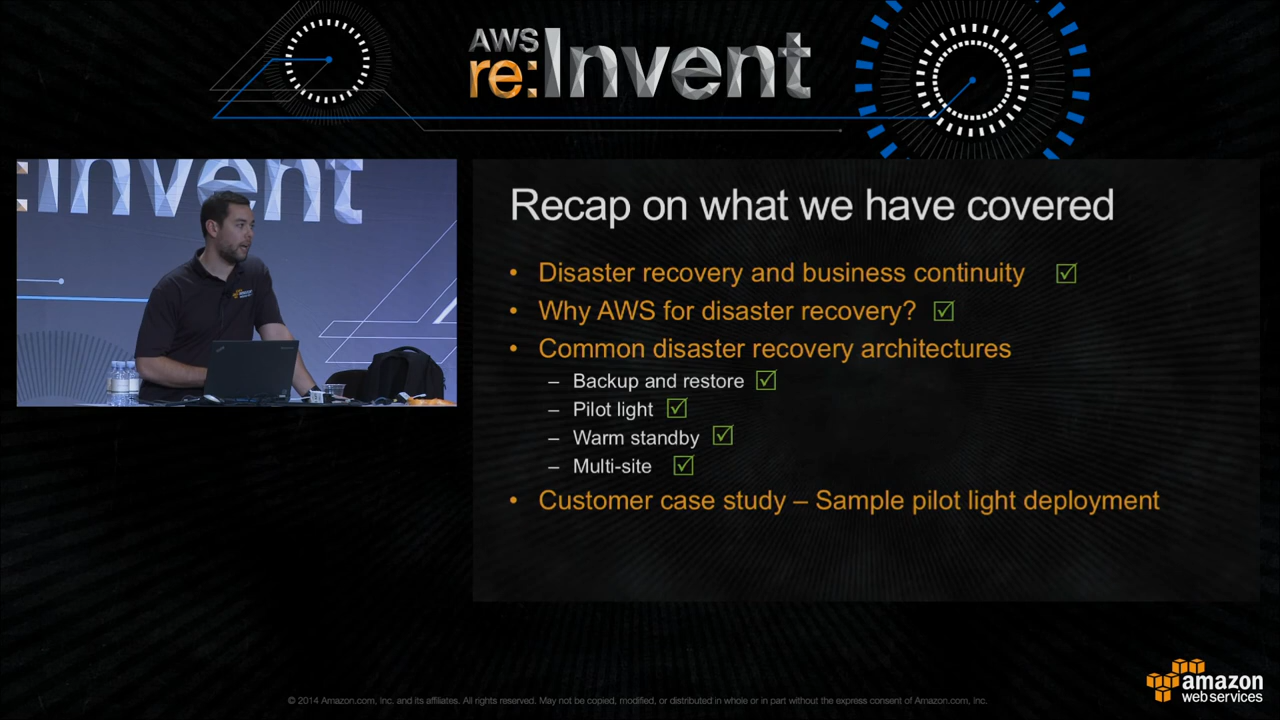 AWS
re:Invent
:Invent
Recap on what we have covered
• Disaster recovery and business continuity ☑
• Why AWS for disaster recovery? ☑
• Common disaster recovery architectures
– Backup and restore ☑
– Pilot light ☑
– Warm standby ☑
– Multi-site ☑
• Customer case study – Sample pilot light deployment
© 2014 Amazon.com, Inc. and its affiliates. All rights reserved. May not be copied, modified, or distributed in whole or in part without the express consent of Amazon.com, Inc.
amazon
web services